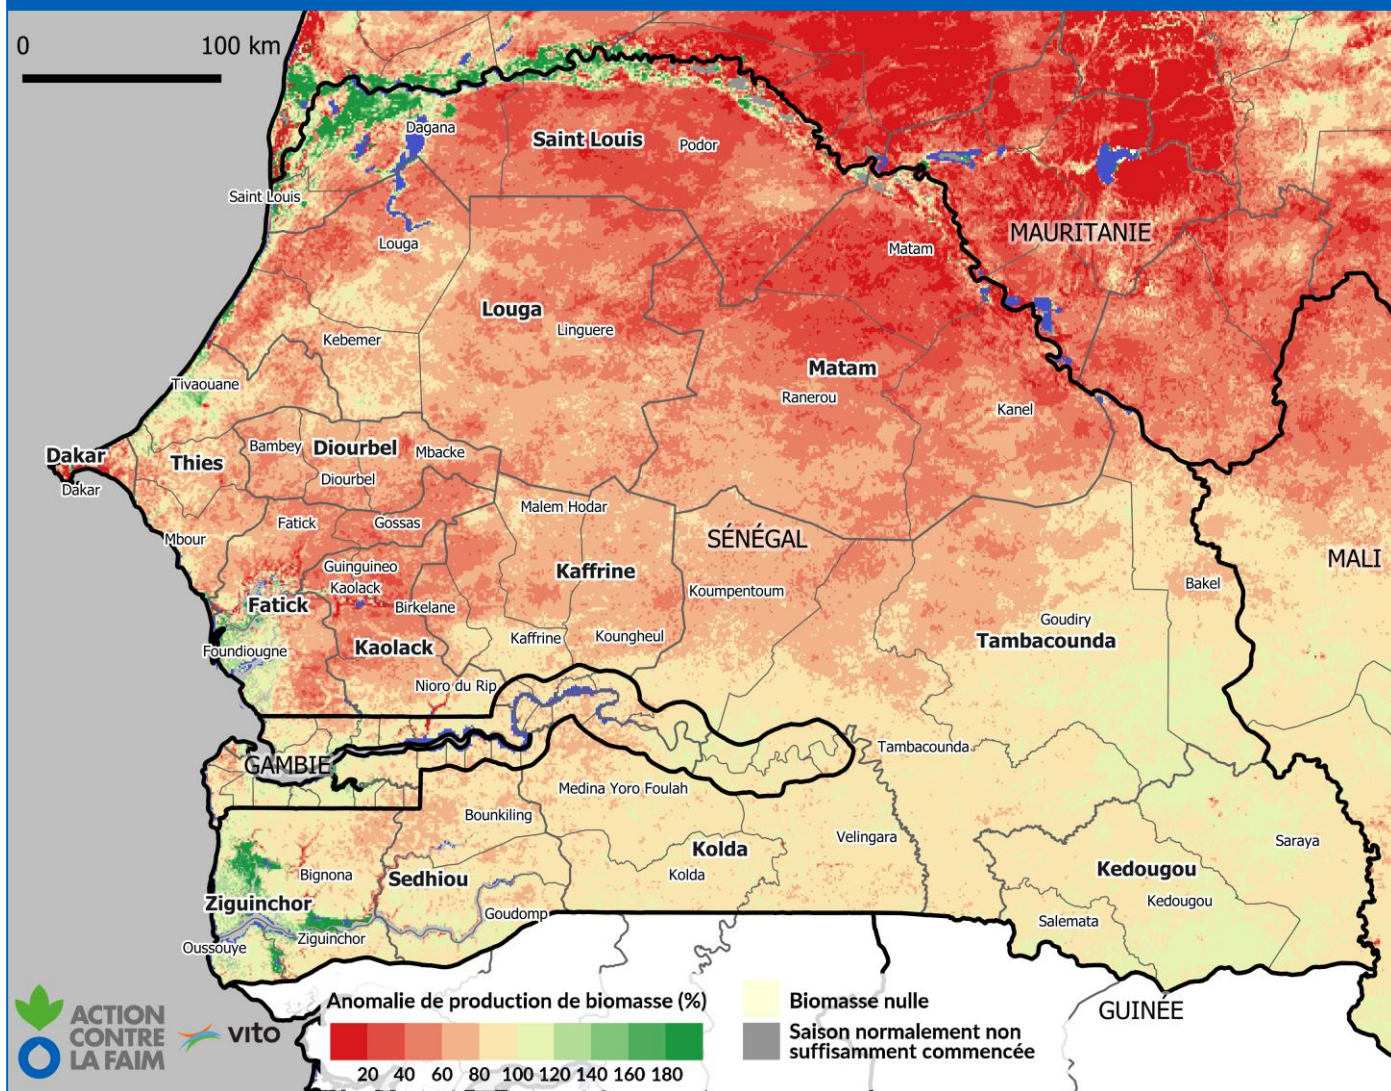 0 100 km
Dagana
Saint Louis
Podor
Saint Louis
MAURITANIE
Louga
Matam
Louga
Linguere
Kebemer
Matam
Tivaouane
Ranerou
Kanel
Dakar
Dakar
Thies
Bambey
Diourbel
Mbacke
Diourbel
Malem Hodar
Fatick
Gossas
SÉNÉGAL
Mbour
MALI
Guinguineo
Kaffrine
Kaolack
Koumpentoum
Bakel
Fatick
Birkelane
Goudiry
Foundiougne
Kaolack
Kaffrine
Koungheul
Tambacounda
Nioro du Rip
GAMBIE
Tambacounda
Medina Yoro Foulah
Bounkiling
Velingara
Saraya
Kolda
Bignona
Sedhiou
Kolda
Kedougou
Ziguinchor
Kedougou
Goudomp
Salemata
Oussouye
Ziguinchor
GUINÉE
ACTION
CONTRE
LA FAIM
vito
Anomalie de production de biomasse (%)
20 40 60 80 100 120 140 160 180
Biomasse nulle
Saison normalement non
suffisamment commencée